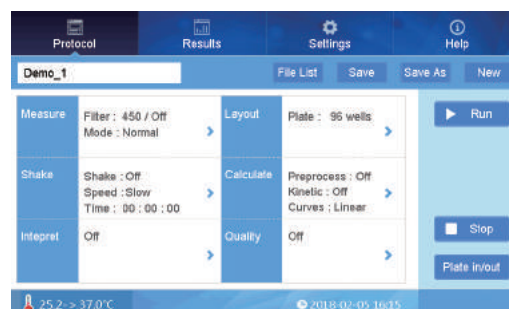 Protocol Results Settings Help
Demo_1 File List Save Save As New
Measure Filter : 450 / Off
Mode : Normal
Layout Plate : 96 wells
Run
Shake Shake : Off
Speed : Slow
Time : 00 : 00 : 00
Calculate Preprocess : Off
Kinetic : Off
Curves : Linear
Intepret Off
Quality Off
Stop
Plate in/out
25.2-> 37.0°C 2018-02-05 16:15